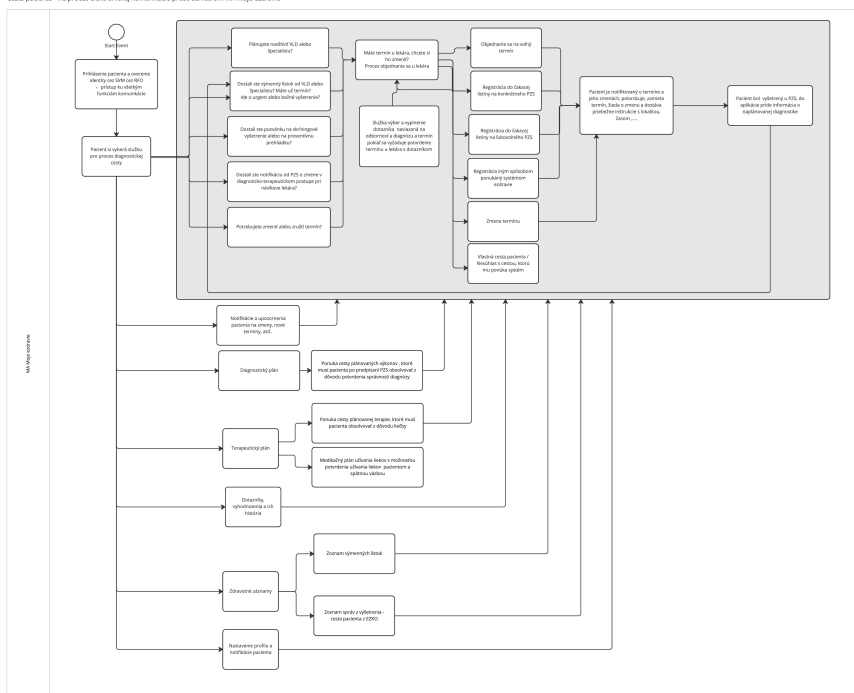 Start Event
Prihlásenie pacienta a overenie
identity cez SVM cez RFO
, prístup ku všetkým
funkciám komunikácie
Pacient si vyberá službu
pre proces diagnostickej
cesty
Plánujete navštíviť VLD alebo
Špecialistu?
Dostali ste výmenný lístok od VLD alebo
Špecialistu? Máte už termín?
Ide o urgent alebo bežné vyšetrenie?
Dostali ste pozvánku na skríningové
vyšetrenie alebo na preventívnu
prehliadku?
Dostali ste notifikáciu od PZS o zmene v
diagnoticko-terapeutickom postupe pri
návšteve lekára?
Potrebujete zmeniť alebo zrušiť termín?
Máte termín u lekára, chcete si
ho zmeniť?
Proces objednania sa u lekára
Služba výber a vyplnenie
dotazníka naviazaná na
odbornosť a diagnózu a termín
pokiaľ sa vyžaduje potvrdenie
termínu u lekára s dotazníkom
Objednanie sa na voľný
termín
Registrácia do čakacej
listiny na konkrétneho PZS
Registrácia do čakacej
listiny na ľubovoľného PZS
Registrácia iným spôsobom
ponúkaný systémom
ezdravie
Zmena termínu
Vlastná cesta pacienta /
Nesúhlas s cestou, ktorú
mu ponúka systém
Pacient je notifikovaný o termíne a
jeho zmenách, potvrdzuje, zamieta
termín, žiada o zmenu a dostáva
priebežne inštrukcie s lokalitou,
časom , ...
Pacient bol vyšetrený u PZS, do
aplikácie príde informácia o
naplánovanej diagnostike
MA Moje ezdravie
Notifikácie a upozornenia
pacienta na zmeny, nové
termíny, atď.
Diagnostický plán
Ponuka cesty plánovaných výkonov , ktoré
musí pacienta po predpísaní PZS obsolvovať z
dôvodu potvrdenia správnosti diagnózy
Terapeutický plán
Ponuka cesty plánovanej terapie, ktoré musí
pacienta obsolvovať z dôvodu liečby
Medikačný plán užívania liekov s možnosťou
potvrdenia užívania liekov pacientom a
spätnou väzbou
Dotazníky,
vyhodnotenia a ich
história
Zdravotné záznamy
Zoznam výmenných lístok
Zoznam správ z vyšetrenia -
cesta pacienta z EZKO
Nastavenie profilu a
notifikácie pacienta